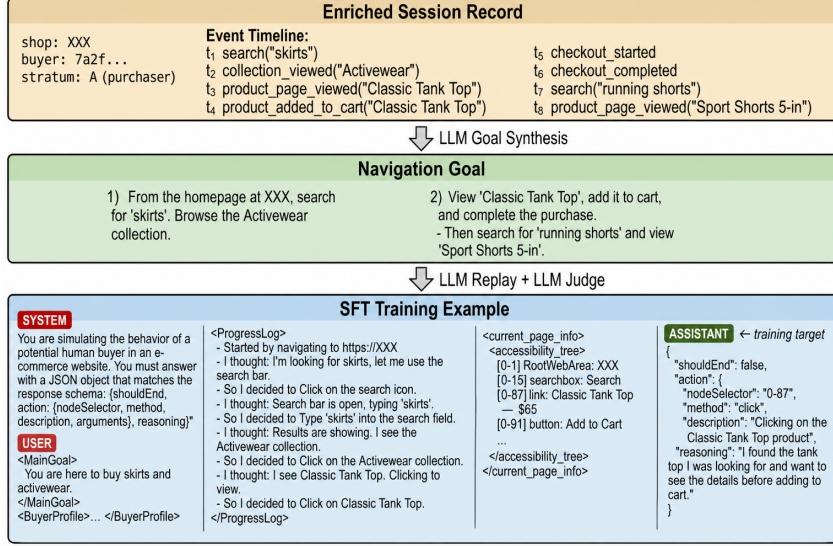 Enriched Session Record
shop: XXX
buyer: 7a2f...
stratum: A (purchaser)
Event Timeline:
t₁ search("skirts")
t₂ collection_viewed("Activewear")
t₃ product_page_viewed("Classic Tank Top")
t₄ product_added_to_cart("Classic Tank Top")
t₅ checkout_started
t₆ checkout_completed
t₇ search("running shorts")
t₈ product_page_viewed("Sport Shorts 5-in")
LLM Goal Synthesis
Navigation Goal
1) From the homepage at XXX, search
for 'skirts'. Browse the Activewear
collection.
2) View 'Classic Tank Top', add it to cart,
and complete the purchase.
- Then search for 'running shorts' and view
'Sport Shorts 5-in'.
LLM Replay + LLM Judge
SFT Training Example
SYSTEM
You are simulating the behavior of a
potential human buyer in an e-
commerce website. You must answer
with a JSON object that matches the
response schema: {shouldEnd,
action: {nodeSelector, method,
description, arguments}, reasoning}"
USER
<MainGoal>
You are here to buy skirts and
activewear.
</MainGoal>
<BuyerProfile>... </BuyerProfile>
<ProgressLog>
- Started by navigating to https://XXX
- I thought: I'm looking for skirts, let me use the
search bar.
- So I decided to Click on the search icon.
- I thought: Search bar is open, typing 'skirts'.
- So I decided to Type 'skirts' into the search field.
- I thought: Results are showing. I see the
Activewear collection.
- So I decided to Click on the Activewear collection.
- I thought: I see Classic Tank Top. Clicking to
view.
- So I decided to Click on Classic Tank Top.
</ProgressLog>
<current_page_info>
<accessibility_tree>
[0-1] RootWebArea: XXX
[0-15] searchbox: Search
[0-87] link: Classic Tank Top
— $65
[0-91] button: Add to Cart
...
</accessibility_tree>
</current_page_info>
ASSISTANT ← training target
{
"shouldEnd": false,
"action": {
"nodeSelector": "0-87",
"method": "click",
"description": "Clicking on the
Classic Tank Top product",
"reasoning": "I found the tank
top I was looking for and want to
see the details before adding to
cart."
}